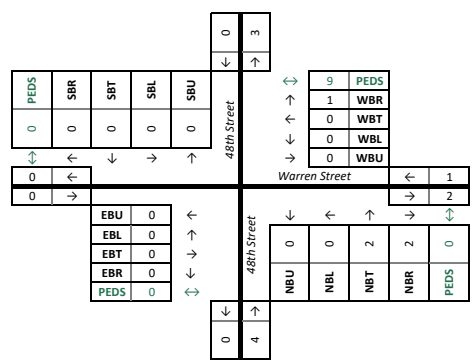 0 3
↓ ↑
PEDS SBR SBT SBL SBU
0 0 0 0 0
↕ ← ↓ → ↑
48th Street
↔ 9 PEDS
↑ 1 WBR
← 0 WBT
↓ 0 WBL
→ 0 WBU
Warren Street
0 ←
0 →
← 1
→ 2
EBU 0 ←
EBL 0 ↑
EBT 0 →
EBR 0 ↓
PEDS 0 ↔
48th Street
↓ ← ↑ → ↕
0 0 2 2 0
NBU NBL NBT NBR PEDS
↓ ↑
0 4